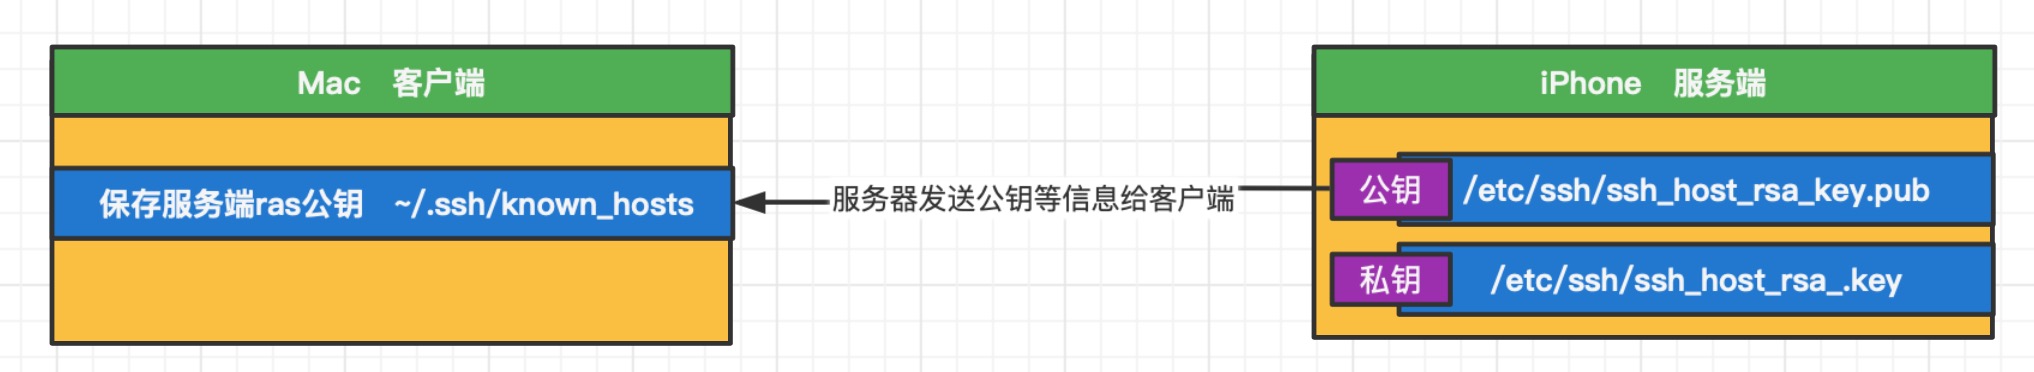 Mac 客户端
保存服务端ras公钥 ~/.ssh/known_hosts
服务器发送公钥等信息给客户端
iPhone 服务端
公钥 /etc/ssh/ssh_host_rsa_key.pub
私钥 /etc/ssh/ssh_host_rsa_.key